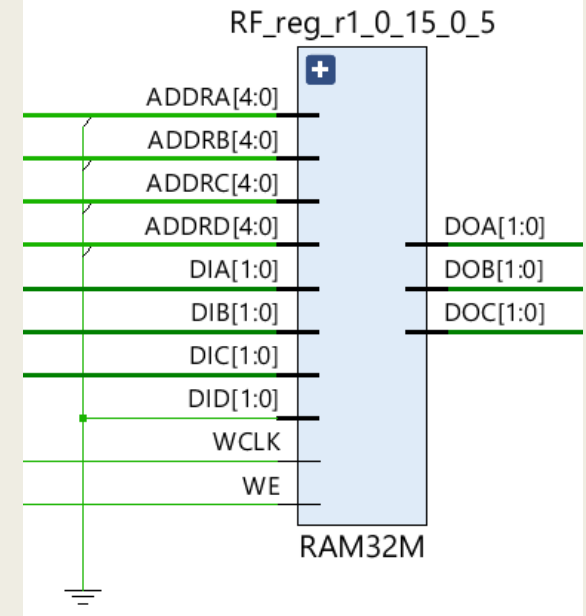 RF_reg_r1_0_15_0_5
+
ADDRA[4:0]
ADDRB[4:0]
ADDRC[4:0]
ADDRD[4:0]
DIA[1:0]
DIB[1:0]
DIC[1:0]
DID[1:0]
WCLK
WE
DOA[1:0]
DOB[1:0]
DOC[1:0]
RAM32M